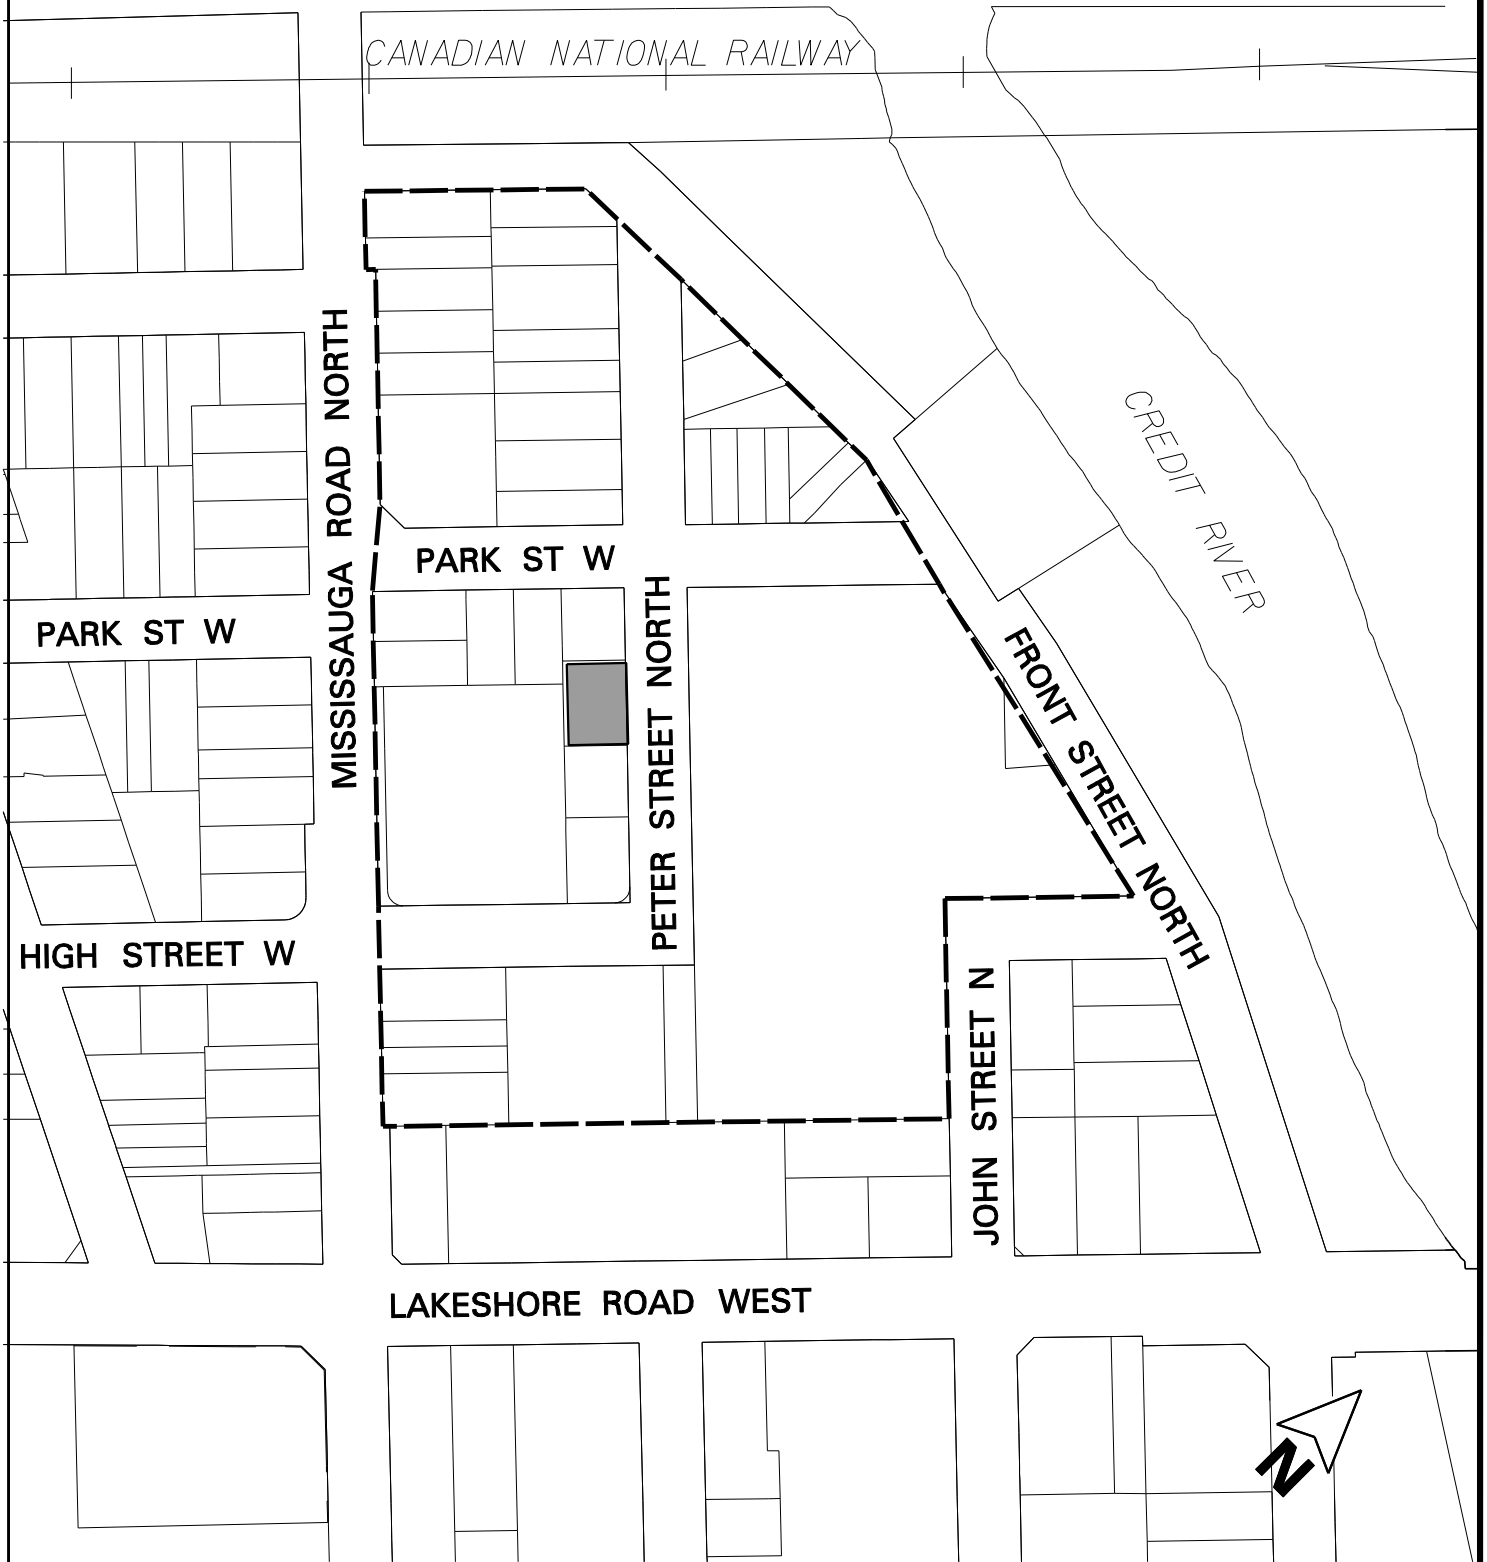 CANADIAN NATIONAL RAILWAY
MISSISSAUGA ROAD NORTH
CREDIT RIVER
PARK ST W
PARK ST W
PETER STREET NORTH
FRONT STREET NORTH
HIGH STREET W
JOHN STREET N
LAKESHORE ROAD WEST
N